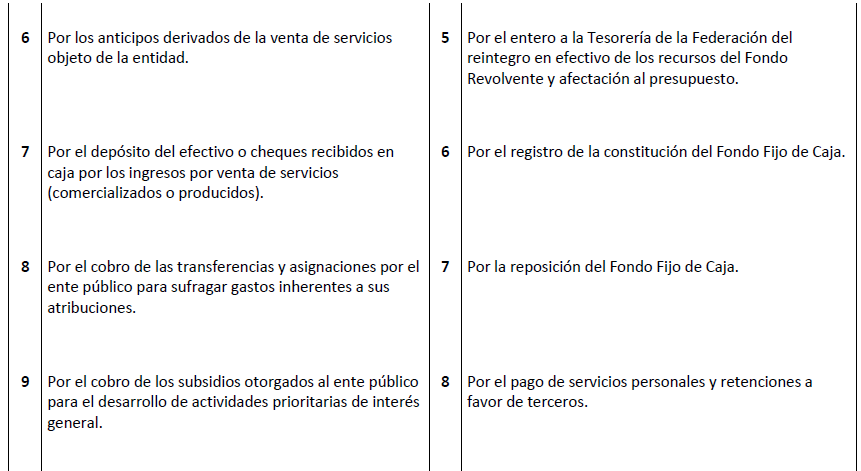 6 Por los anticipos derivados de la venta de servicios
objeto de la entidad.
7 Por el depósito del efectivo o cheques recibidos en
caja por los ingresos por venta de servicios
(comercializados o producidos).
8 Por el cobro de las transferencias y asignaciones por el
ente público para sufragar gastos inherentes a sus
atribuciones.
9 Por el cobro de los subsidios otorgados al ente público
para el desarrollo de actividades prioritarias de interés
general.
5 Por el entero a la Tesorería de la Federación del
reintegro en efectivo de los recursos del Fondo
Revolvente y afectación al presupuesto.
6 Por el registro de la constitución del Fondo Fijo de Caja.
7 Por la reposición del Fondo Fijo de Caja.
8 Por el pago de servicios personales y retenciones a
favor de terceros.